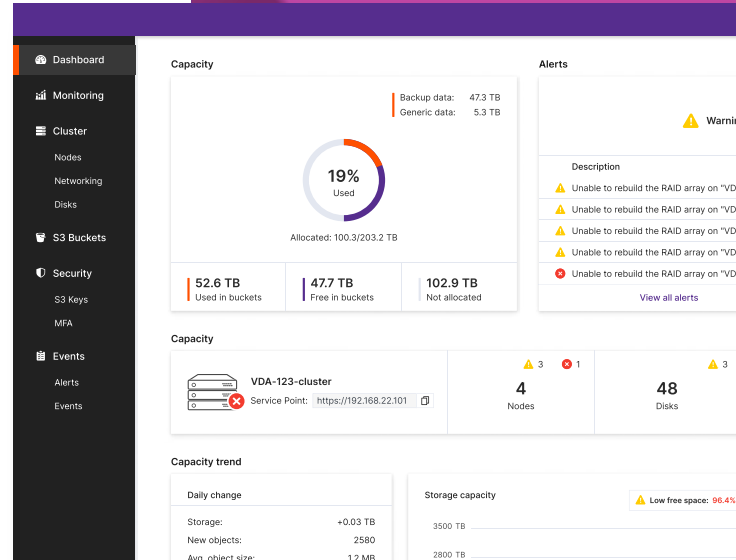 Dashboard
Monitoring
Cluster
Nodes
Networking
Disks
S3 Buckets
Security
S3 Keys
MFA
Events
Alerts
Events
Capacity
Backup data: 47.3 TB
Generic data: 5.3 TB
19%
Used
Allocated: 100.3/203.2 TB
52.6 TB
Used in buckets
47.7 TB
Free in buckets
102.9 TB
Not allocated
Alerts
Warni
Description
Unable to rebuild the RAID array on "VD
Unable to rebuild the RAID array on "VD
Unable to rebuild the RAID array on "VD
Unable to rebuild the RAID array on "VD
Unable to rebuild the RAID array on "VD
View all alerts
Capacity
VDA-123-cluster
Service Point: https://192.168.22.101
3 1
4
Nodes
3
48
Disks
Capacity trend
Daily change
Storage: +0.03 TB
New objects: 2580
Avg. object size: 1.2 MB
Storage capacity
Low free space: 96.4%
3500 TB
2800 TB